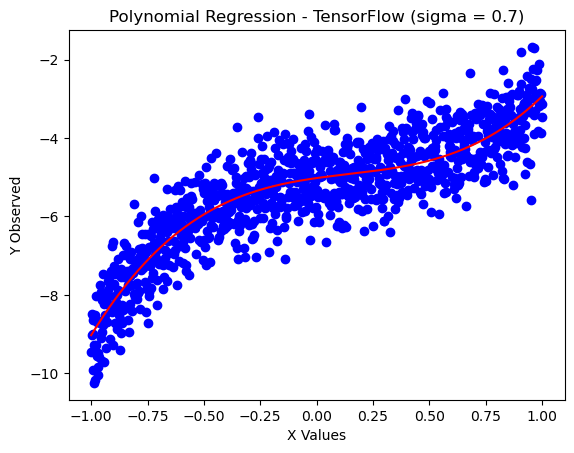 Polynomial Regression - TensorFlow (sigma = 0.7)
Y Observed
−2
−4
−6
−8
−10
−1.00 −0.75 −0.50 −0.25 0.00 0.25 0.50 0.75 1.00
X Values